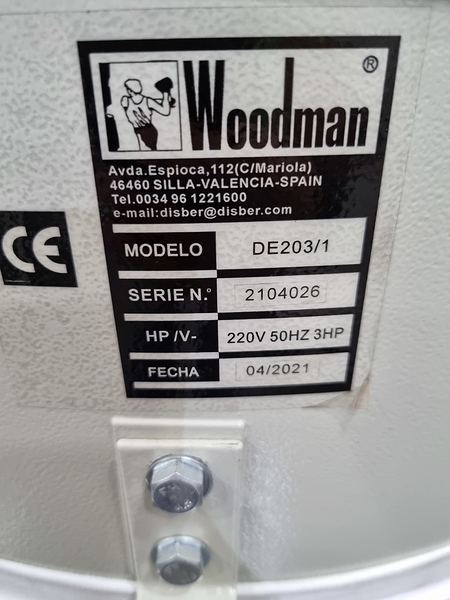 Woodman ®
Avda.Espioca,112(C/Mariola)
46460 SILLA-VALENCIA-SPAIN
Tel.0034 96 1221600
e-mail:disber@disber.com
CE
MODELO DE203/1
SERIE N.º 2104026
HP /V- 220V 50HZ 3HP
FECHA 04/2021